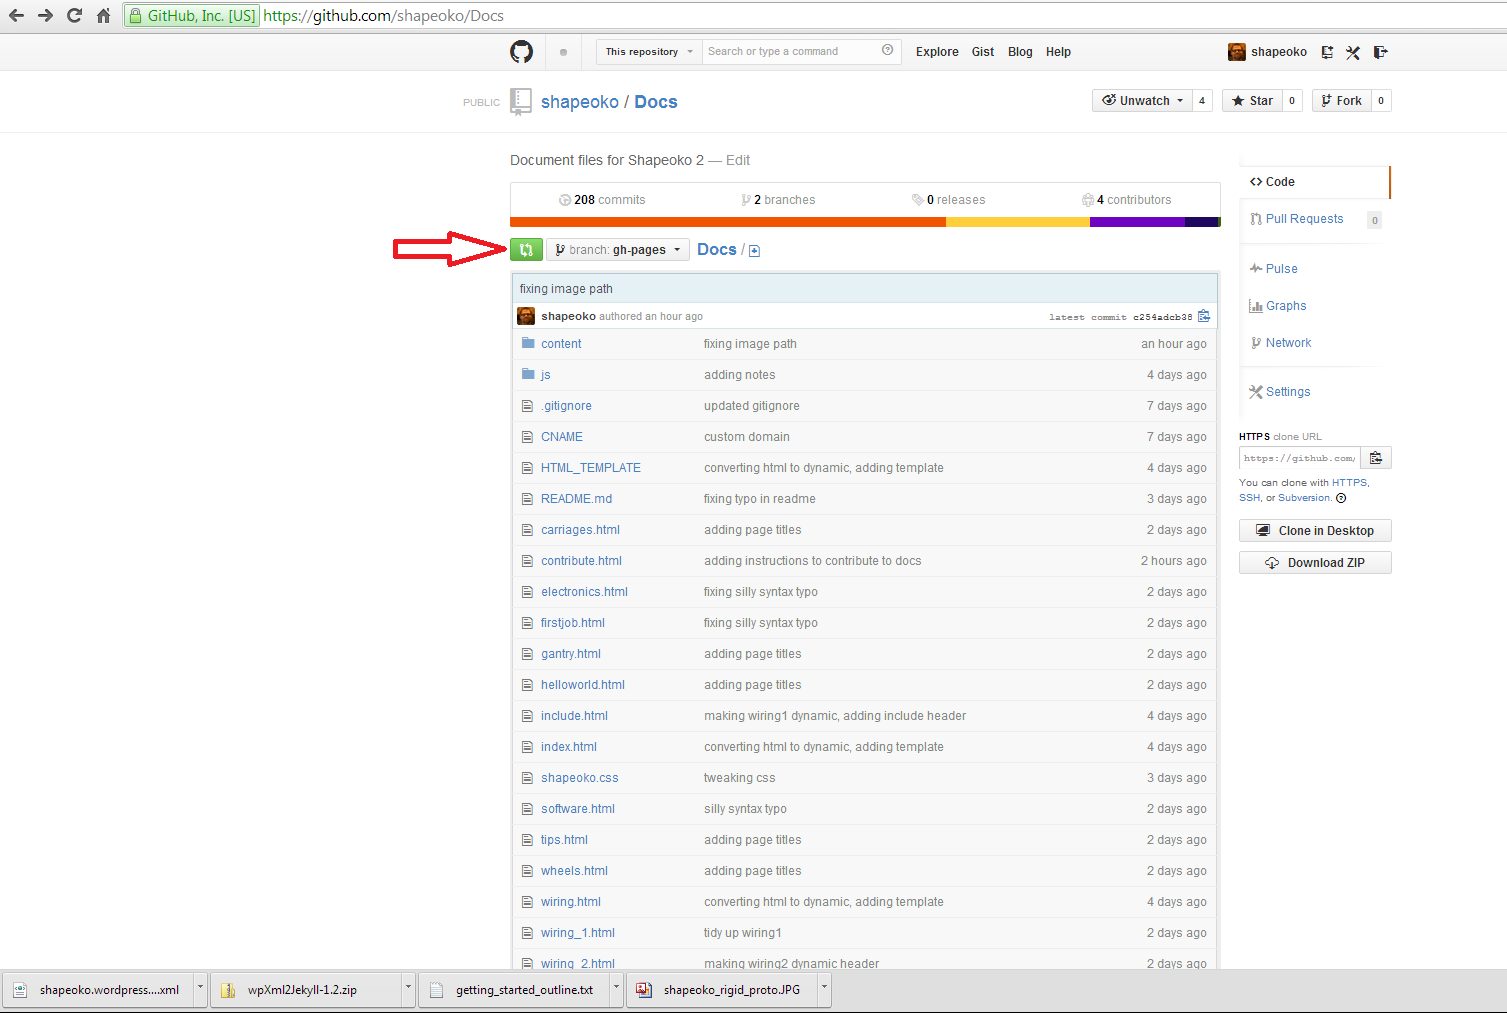 GitHub, Inc. [US] https://github.com/shapeoko/Docs
This repository Search or type a command Explore Gist Blog Help shapeoko
PUBLIC shapeoko / Docs Unwatch 4 Star 0 Fork 0
Document files for Shapeoko 2 — Edit
208 commits 2 branches 0 releases 4 contributors
branch: gh-pages Docs /
fixing image path
shapeoko authored an hour ago latest commit c254adcb38
content fixing image path an hour ago
js adding notes 4 days ago
.gitignore updated gitignore 7 days ago
CNAME custom domain 7 days ago
HTML_TEMPLATE converting html to dynamic, adding template 4 days ago
README.md fixing typo in readme 3 days ago
carriages.html adding page titles 2 days ago
contribute.html adding instructions to contribute to docs 2 hours ago
electronics.html fixing silly syntax typo 2 days ago
firstjob.html fixing silly syntax typo 2 days ago
gantry.html adding page titles 2 days ago
helloworld.html adding page titles 2 days ago
include.html making wiring1 dynamic, adding include header 4 days ago
index.html converting html to dynamic, adding template 4 days ago
shapeoko.css tweaking css 3 days ago
software.html silly syntax typo 2 days ago
tips.html adding page titles 2 days ago
wheels.html adding page titles 2 days ago
wiring.html converting html to dynamic, adding template 4 days ago
wiring_1.html tidy up wiring1 2 days ago
wiring_2.html making wiring2 dynamic header 2 days ago
Code
Pull Requests 0
Pulse
Graphs
Network
Settings
HTTPS clone URL
https://github.com/
You can clone with HTTPS,
SSH, or Subversion.
Clone in Desktop
Download ZIP
shapeoko.wordpress....xml wpXml2Jekyll-1.2.zip getting_started_outline.txt shapeoko_rigid_proto.JPG